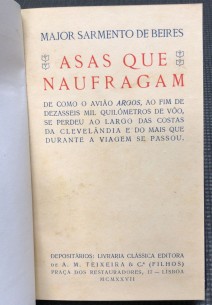 MAJOR SARMENTO DE BEIRES
ASAS QUE
NAUFRAGAM
DE COMO O AVIÃO ARGOS, AO FIM DE
DEZASSEIS MIL QUILÓMETROS DE VÔO,
SE PERDEU AO LARGO DAS COSTAS
DA CLEVELÂNDIA E DO MAIS QUE
DURANTE A VIAGEM SE PASSOU.
DEPOSITÁRIOS: LIVRARIA CLÁSSICA EDITORA
DE A. M. TEIXEIRA & C.ª (FILHOS)
PRAÇA DOS RESTAURADORES, 17 — LISBOA
MCMXXVII